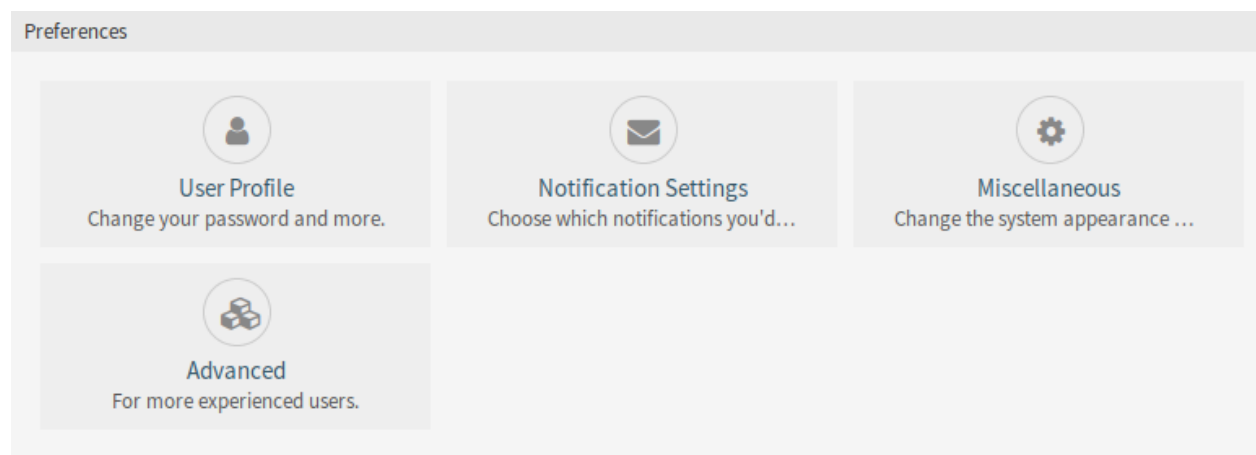 Preferences
User Profile
Change your password and more.
Notification Settings
Choose which notifications you'd...
Miscellaneous
Change the system appearance ...
Advanced
For more experienced users.